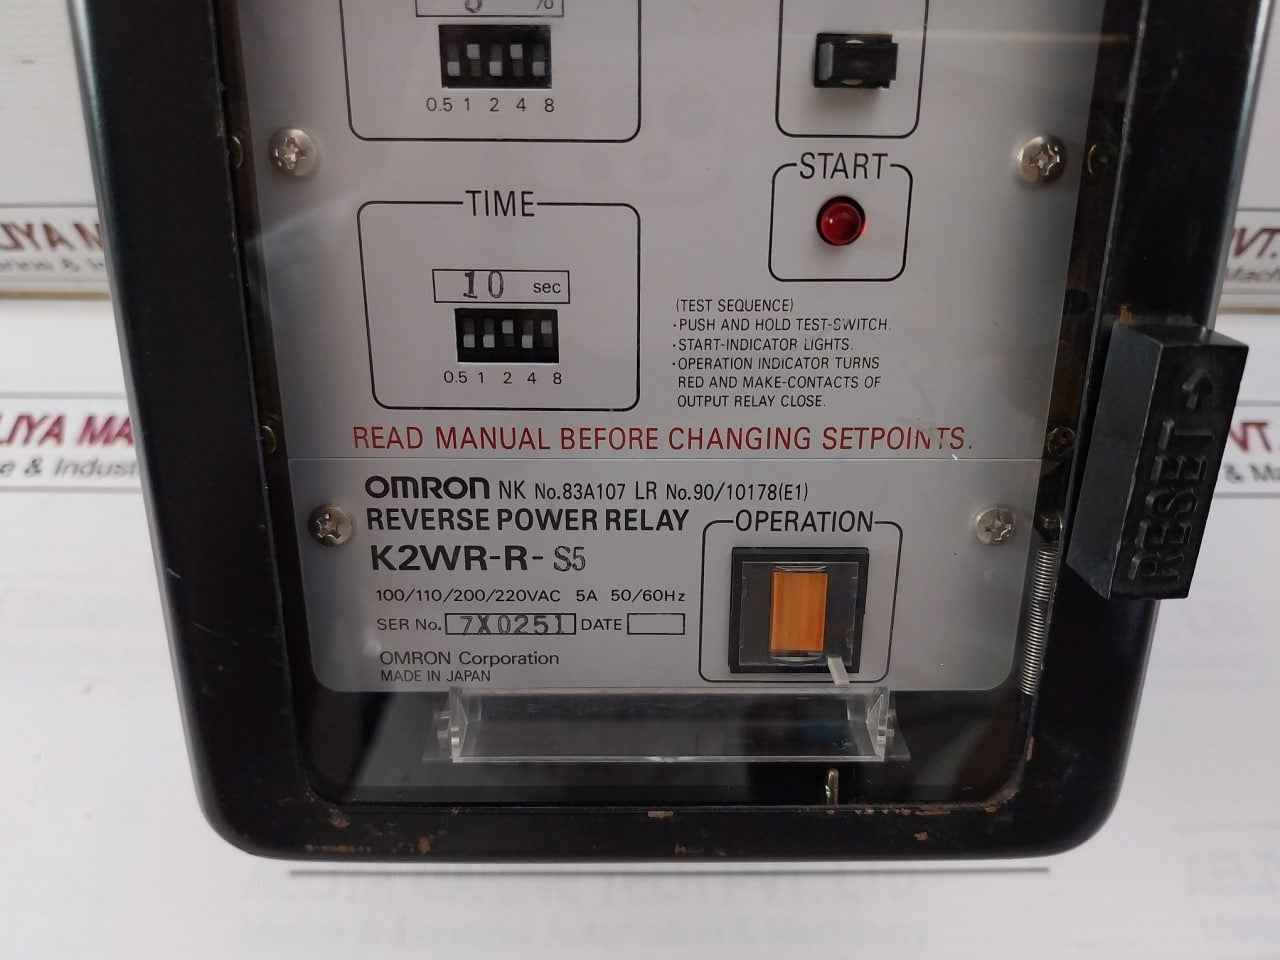 %
0.5 1 2 4 8
START
TIME
10 sec
0.5 1 2 4 8
(TEST SEQUENCE)
·PUSH AND HOLD TEST-SWITCH.
·START-INDICATOR LIGHTS.
·OPERATION INDICATOR TURNS
RED AND MAKE-CONTACTS OF
OUTPUT RELAY CLOSE.
READ MANUAL BEFORE CHANGING SETPOINTS.
OMRON NK No.83A107 LR No.90/10178(E1)
REVERSE POWER RELAY
K2WR-R-S5
100/110/200/220VAC 5A 50/60Hz
SER No. 7X0251 DATE
OMRON Corporation
MADE IN JAPAN
OPERATION
RESET
LIYA MA
e & Indust